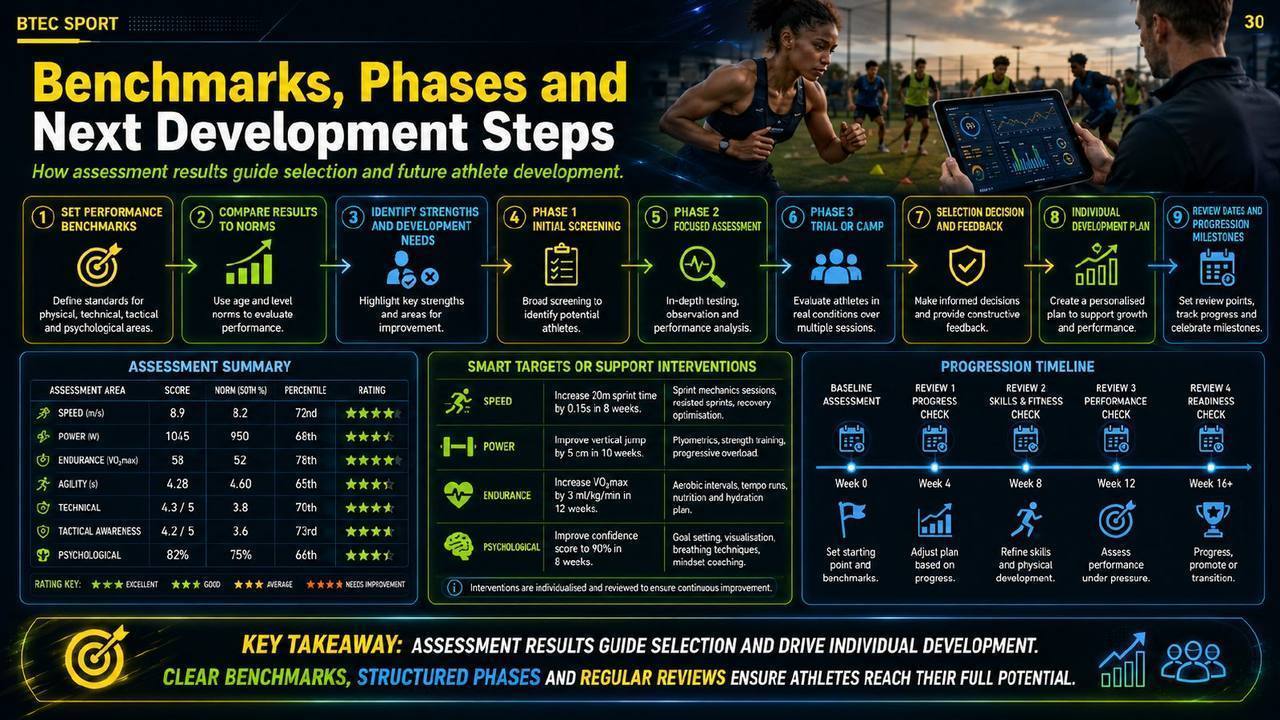 BTEC SPORT
30
Benchmarks, Phases and
Next Development Steps
How assessment results guide selection and future athlete development.
1 SET PERFORMANCE
BENCHMARKS
Define standards for
physical, technical, tactical
and psychological areas.
2 COMPARE RESULTS
TO NORMS
Use age and level
norms to evaluate
performance.
3 IDENTIFY STRENGTHS
AND DEVELOPMENT
NEEDS
Highlight key strengths
and areas for
improvement.
4 PHASE 1
INITIAL SCREENING
Broad screening to
identify potential
athletes.
5 PHASE 2
FOCUSED ASSESSMENT
In-depth testing,
observation and
performance analysis.
6 PHASE 3
TRIAL OR CAMP
Evaluate athletes in
real conditions over
multiple sessions.
7 SELECTION DECISION
AND FEEDBACK
Make informed decisions
and provide constructive
feedback.
8 INDIVIDUAL
DEVELOPMENT PLAN
Create a personalised
plan to support growth
and performance.
9 REVIEW DATES AND
PROGRESSION
MILESTONES
Set review points,
track progress and
celebrate milestones.
ASSESSMENT SUMMARY
ASSESSMENT AREA SCORE NORM (50TH %) PERCENTILE RATING
SPEED (m/s) 8.9 8.2 72nd
POWER (W) 1045 950 68th
ENDURANCE (VO₂max) 58 52 78th
AGILITY (s) 4.28 4.60 65th
TECHNICAL 4.3 / 5 3.8 70th
TACTICAL AWARENESS 4.2 / 5 3.6 73rd
PSYCHOLOGICAL 82% 75% 66th
RATING KEY: EXCELLENT GOOD AVERAGE NEEDS IMPROVEMENT
SMART TARGETS OR SUPPORT INTERVENTIONS
SPEED
Increase 20m sprint time
by 0.15s in 8 weeks.
Sprint mechanics sessions,
resisted sprints, recovery
optimisation.
POWER
Improve vertical jump
by 5 cm in 10 weeks.
Plyometrics, strength training,
progressive overload.
ENDURANCE
Increase VO₂max
by 3 ml/kg/min in
12 weeks.
Aerobic intervals, tempo runs,
nutrition and hydration
plan.
PSYCHOLOGICAL
Improve confidence
score to 90% in
8 weeks.
Goal setting, visualisation,
breathing techniques,
mindset coaching.
Interventions are individualised and reviewed to ensure continuous improvement.
PROGRESSION TIMELINE
BASELINE
ASSESSMENT
Week 0
Set starting
point and
benchmarks.
REVIEW 1
PROGRESS
CHECK
Week 4
Adjust plan
based on
progress.
REVIEW 2
SKILLS & FITNESS
CHECK
Week 8
Refine skills
and physical
development.
REVIEW 3
PERFORMANCE
CHECK
Week 12
Assess
performance
under pressure.
REVIEW 4
READINESS
CHECK
Week 16+
Progress,
promote or
transition.
KEY TAKEAWAY: ASSESSMENT RESULTS GUIDE SELECTION AND DRIVE INDIVIDUAL DEVELOPMENT.
CLEAR BENCHMARKS, STRUCTURED PHASES AND REGULAR REVIEWS ENSURE ATHLETES REACH THEIR FULL POTENTIAL.